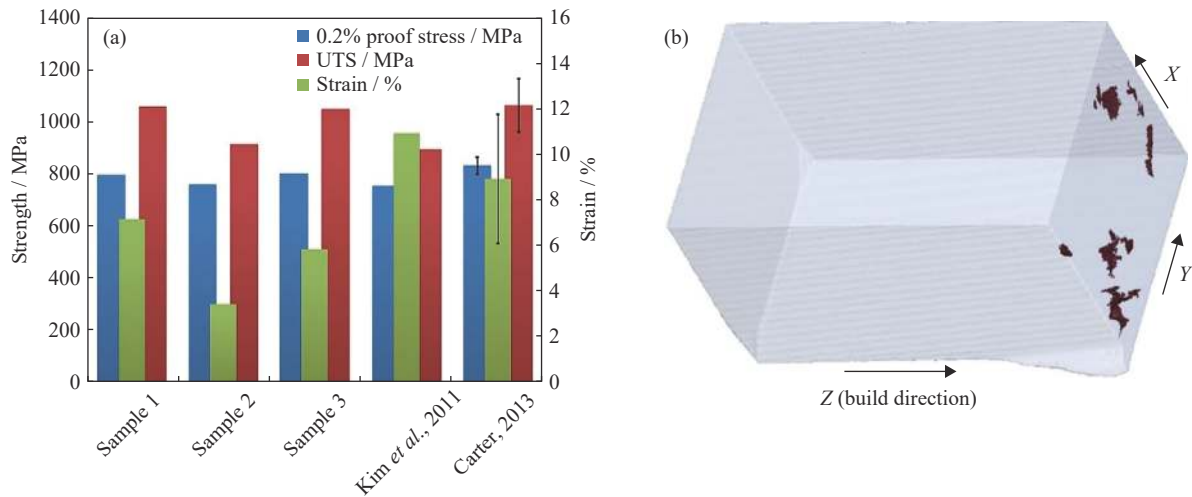 (a)
0.2% proof stress / MPa
UTS / MPa
Strain / %
Strength / MPa
1400
1200
1000
800
600
400
200
0
Strain / %
16
14
12
10
8
6
4
2
0
Sample 1
Sample 2
Sample 3
Kim et al., 2011
Carter, 2013
(b)
X
Y
Z (build direction)